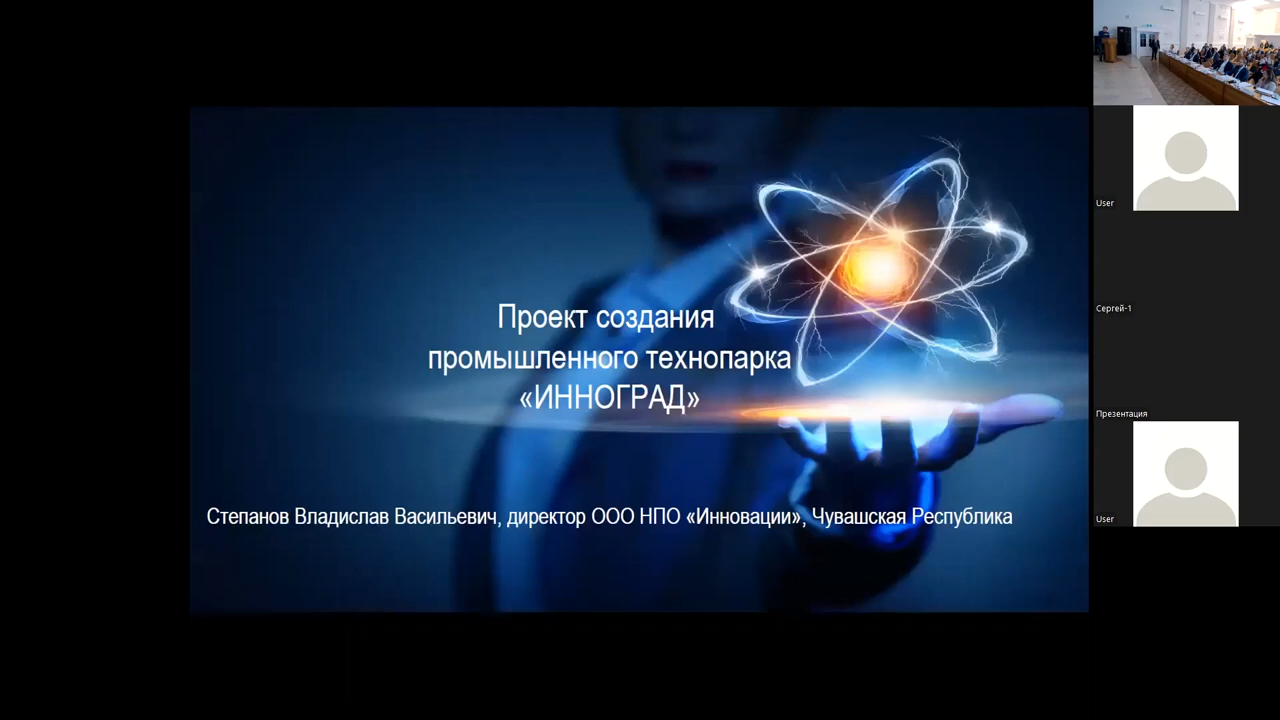 Проект создания
промышленного технопарка
«ИННОГРАД»
Степанов Владислав Васильевич, директор ООО НПО «Инновации», Чувашская Республика
User
Сергей-1
Презентация
User